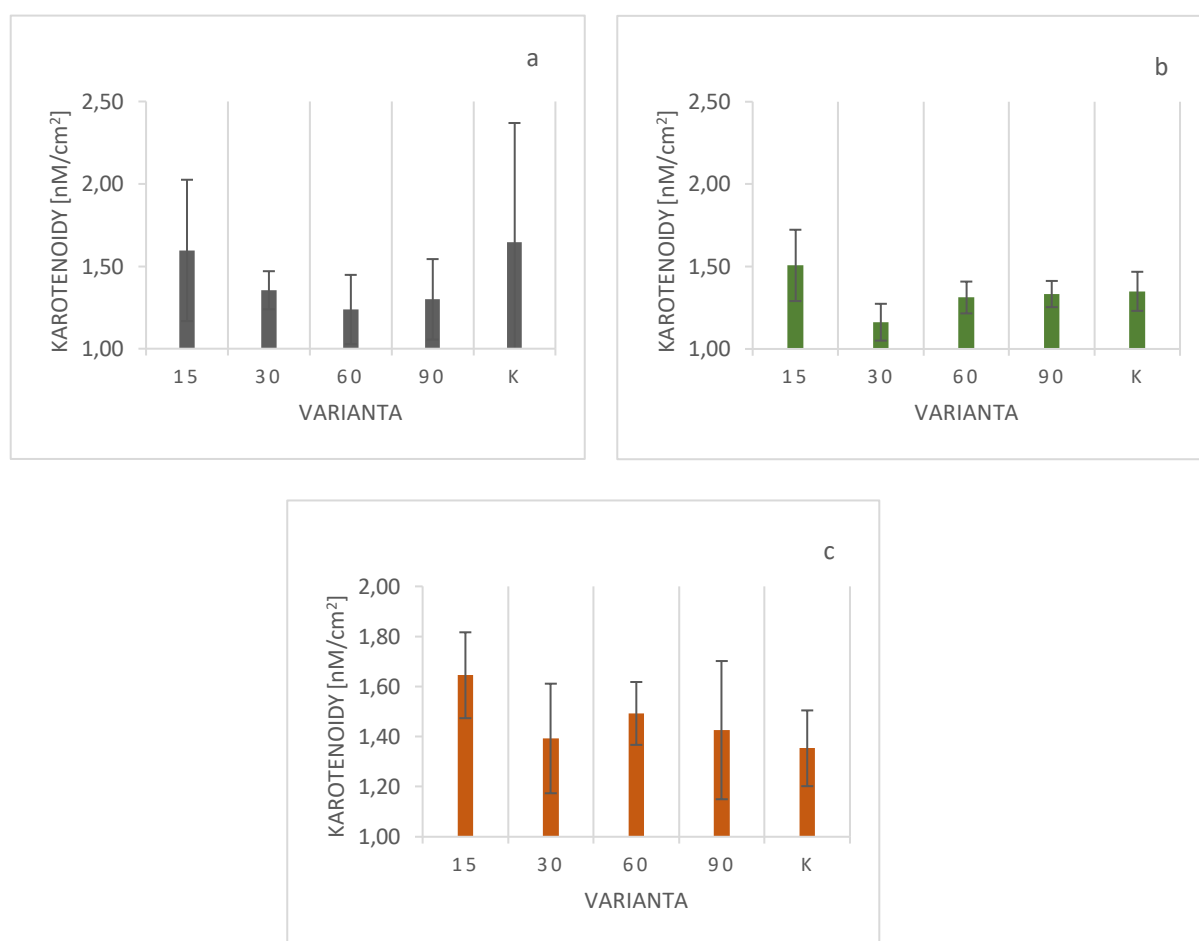 a
KAROTENOIDY [nM/cm²]
2,50
2,00
1,50
1,00
15 30 60 90 K
VARIANTA
b
KAROTENOIDY [nM/cm²]
2,50
2,00
1,50
1,00
15 30 60 90 K
VARIANTA
c
KAROTENOIDY [nM/cm²]
2,00
1,80
1,60
1,40
1,20
1,00
15 30 60 90 K
VARIANTA